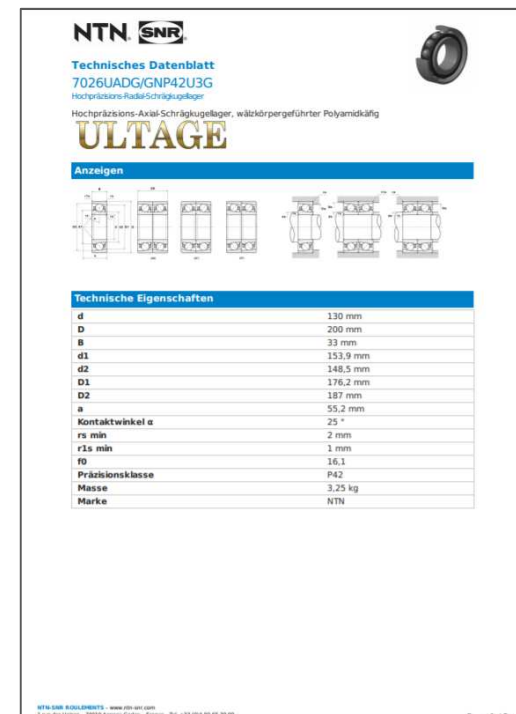 NTN SNR
Technisches Datenblatt
7026UADG/GNP42U3G
Hochpräzisions-Radial-Schrägkugellager
Hochpräzisions-Axial-Schrägkugellager, wälzkörpergeführter Polyamidkäfig
ULTAGE
Anzeigen
Technische Eigenschaften
d 130 mm
D 200 mm
B 33 mm
d1 153,9 mm
d2 148,5 mm
D1 176,2 mm
D2 187 mm
a 55,2 mm
Kontaktwinkel α 25 °
rs min 2 mm
r1s min 1 mm
f0 16,1
Präzisionsklasse P42
Masse 3,25 kg
Marke NTN
NTN-SNR ROULEMENTS - www.ntn-snr.com